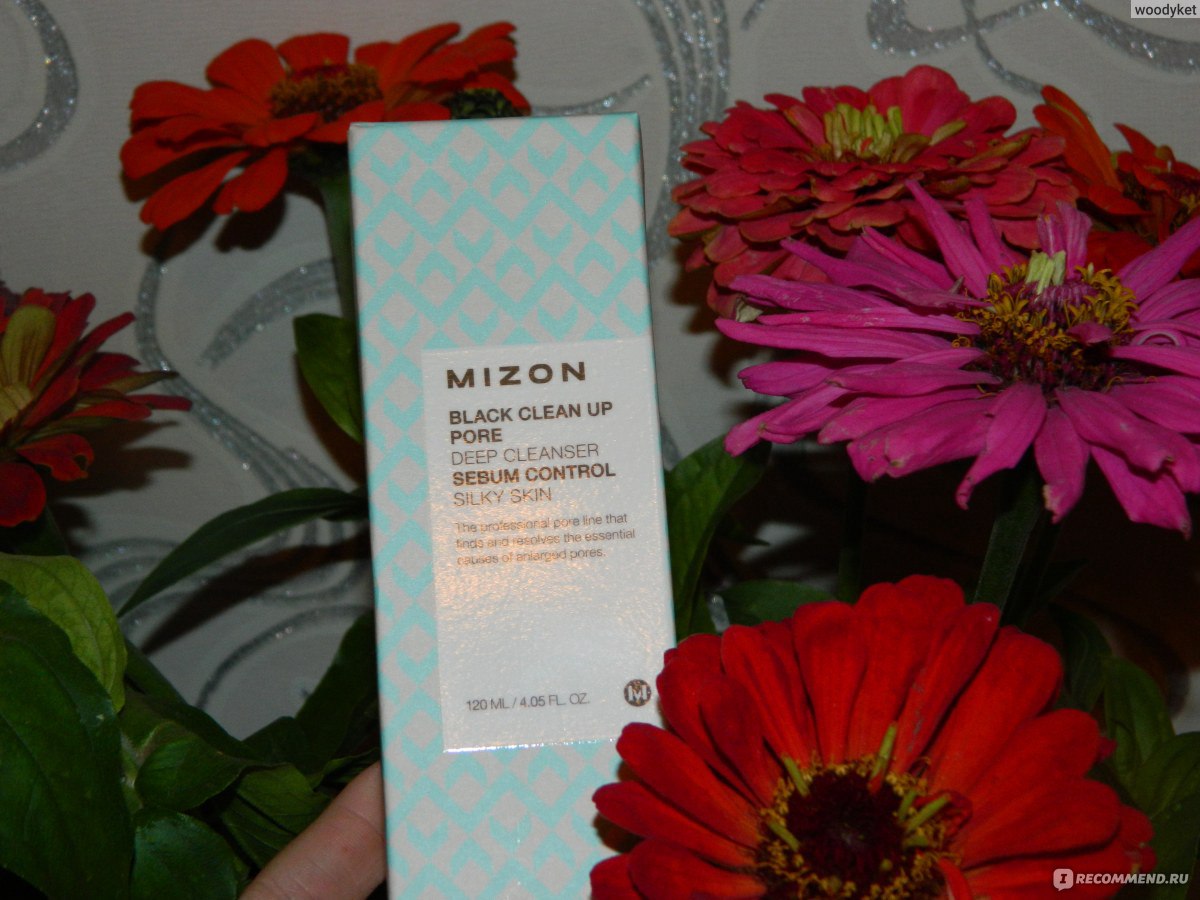 woodyket
MIZON
BLACK CLEAN UP
PORE
DEEP CLEANSER
SEBUM CONTROL
SILKY SKIN
The professional pore line that
finds and resolves the essential
causes of enlarged pores.
120 ML / 4.05 FL. OZ.
M
IRECOMMEND.RU